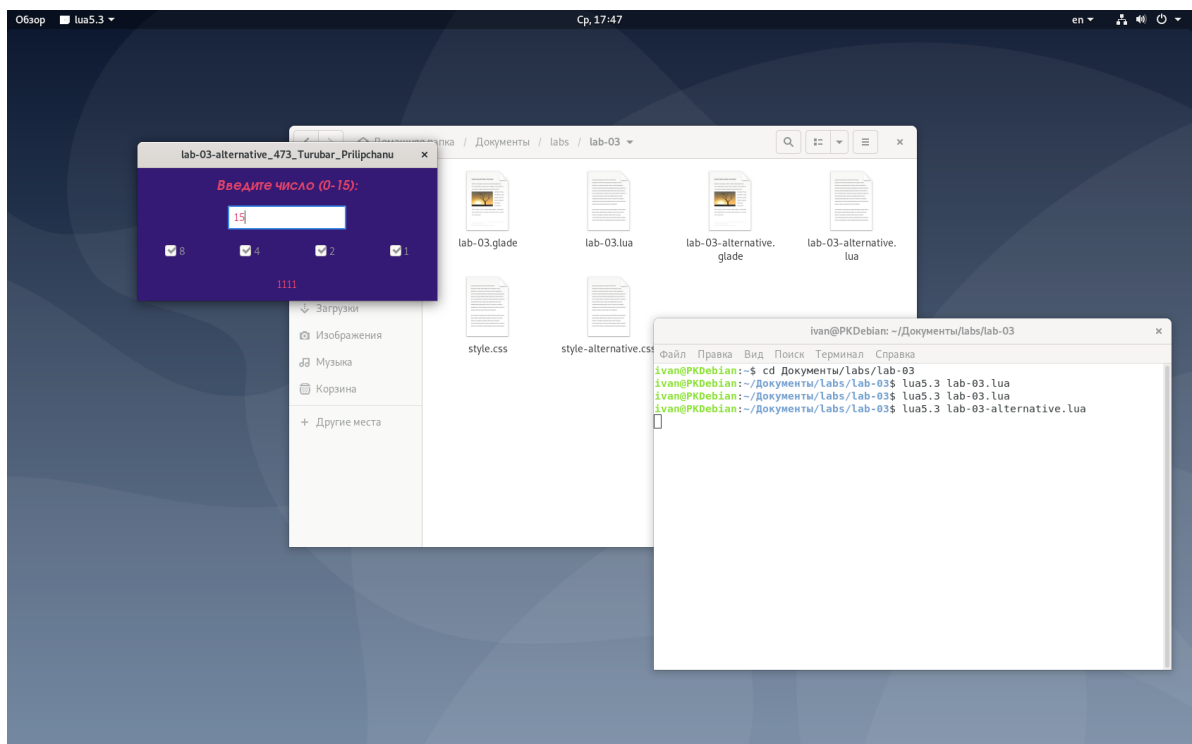 Обзор lua5.3 Ср, 17:47 en
lab-03-alternative_473_Turubar_Prilipchanu ×
Введите число (0-15):
15
8 4 2 1
1111
папка / Документы / labs / lab-03
lab-03.glade lab-03.lua lab-03-alternative. lab-03-alternative.
glade lua
style.css style-alternative.css
Загрузки
Изображения
Музыка
Корзина
+ Другие места
ivan@PKDebian: ~/Документы/labs/lab-03 ×
Файл Правка Вид Поиск Терминал Справка
ivan@PKDebian:~$ cd Документы/labs/lab-03
ivan@PKDebian:~/Документы/labs/lab-03$ lua5.3 lab-03.lua
ivan@PKDebian:~/Документы/labs/lab-03$ lua5.3 lab-03.lua
ivan@PKDebian:~/Документы/labs/lab-03$ lua5.3 lab-03-alternative.lua